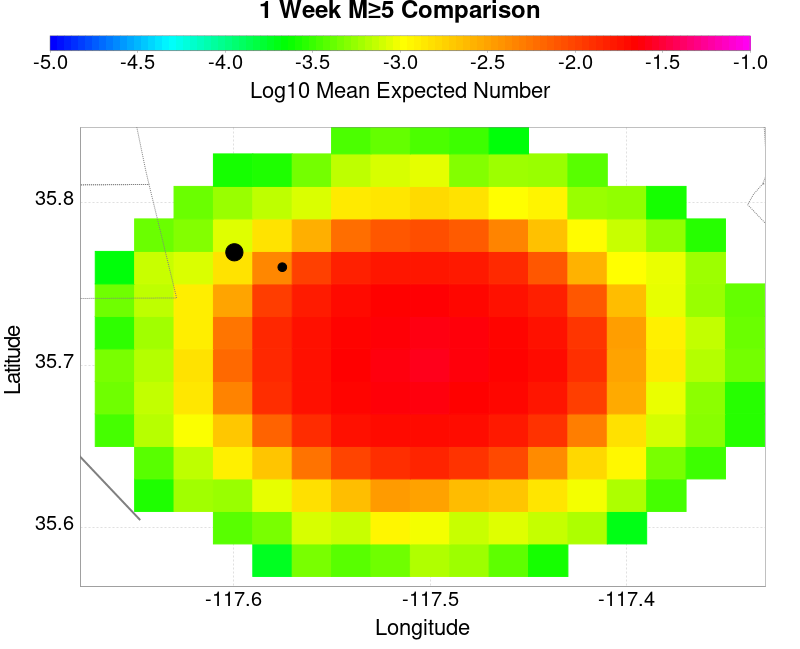 1 Week M≥5 Comparison
-5.0 -4.5 -4.0 -3.5 -3.0 -2.5 -2.0 -1.5 -1.0
Log10 Mean Expected Number
35.8
35.7
35.6
Latitude
-117.6 -117.5 -117.4
Longitude